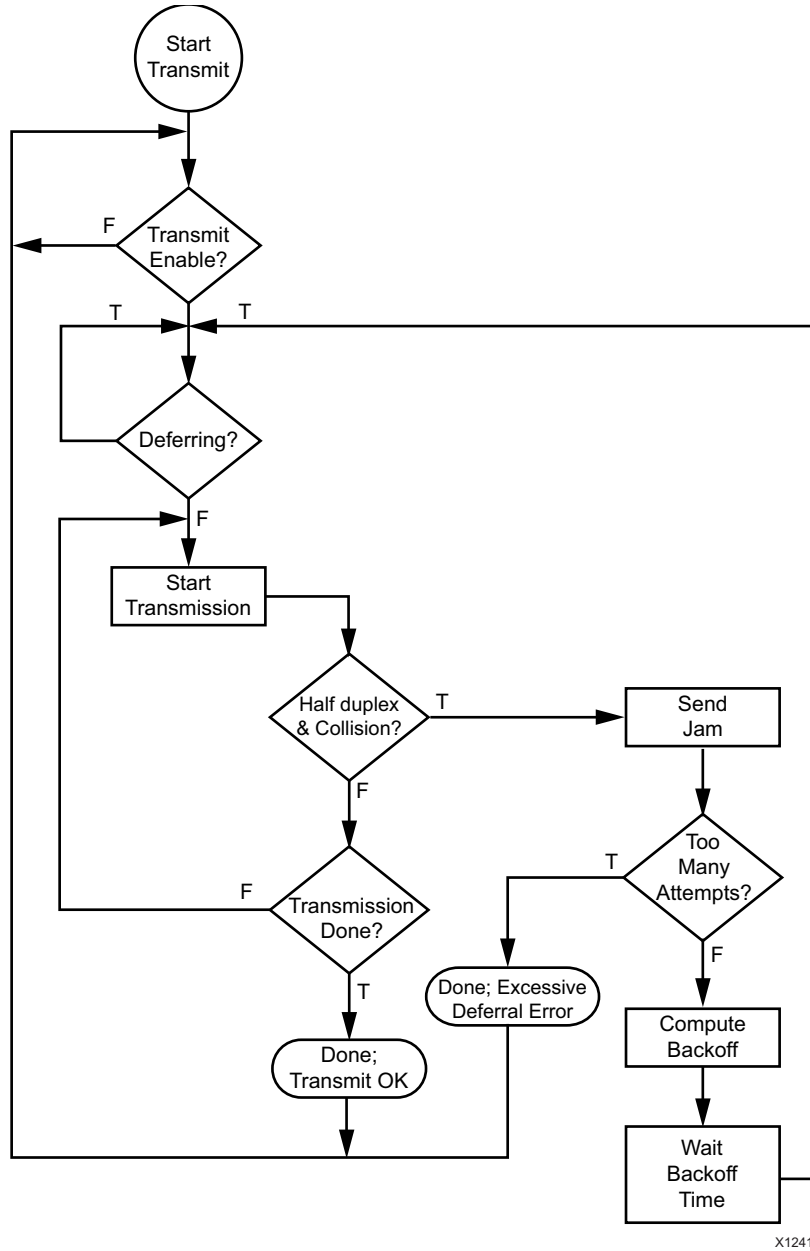 Start
Transmit
F
Transmit
Enable?
T
T
Deferring?
F
Start
Transmission
Half duplex
& Collision?
T
Send
Jam
F
Too
Many
Attempts?
T
F
Transmission
Done?
F
T
Done; Excessive
Deferral Error
Compute
Backoff
Done;
Transmit OK
Wait
Backoff
Time
X1241